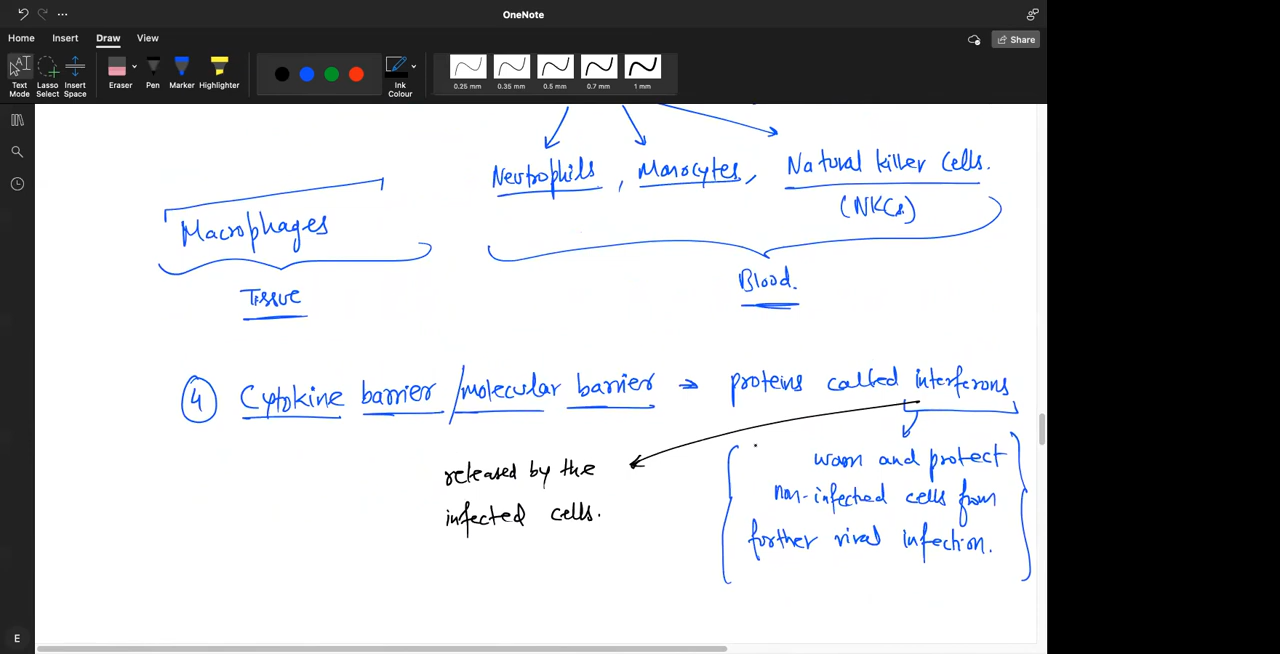 OneNote
Home Insert Draw View
Share
Text Mode
Lasso Select
Insert Space
Eraser
Pen
Marker
Highlighter
Ink Colour
0.25 mm
0.35 mm
0.5 mm
0.7 mm
1 mm
Neutrophils, Monocytes, Natural killer cells.
(NKCs)
Macrophages
Blood.
Tissue
4 Cytokine barrier/molecular barrier → proteins called interferons
released by the
infected cells.
warn and protect
non-infected cells from
further viral infection.
E